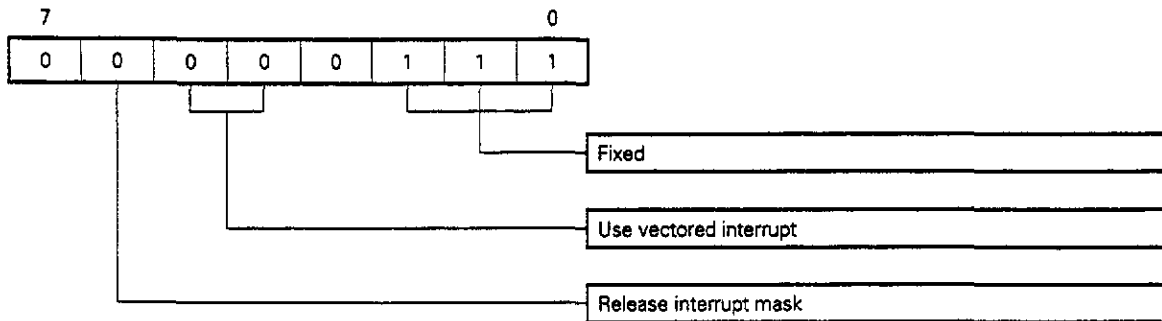 7 0
0 0 0 0 0 1 1 1
Fixed
Use vectored interrupt
Release interrupt mask